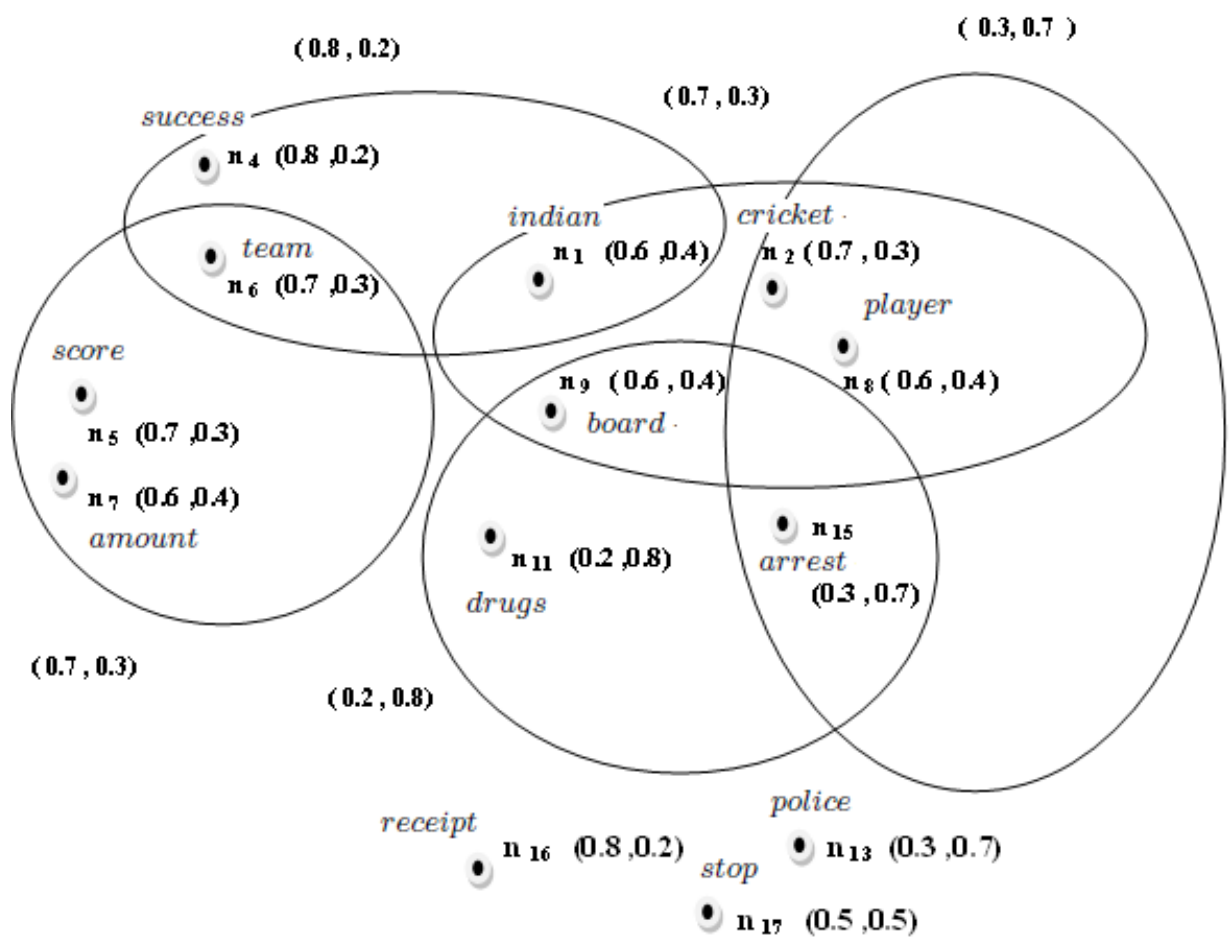 ( 0.3, 0.7 )
(0.8 , 0.2)
(0.7 , 0.3)
success
n 4 (0.8 ,0.2)
indian
cricket .
n 1 (0.6 ,0.4)
n 2 (0.7 , 0.3)
team
n 6 (0.7 ,0.3)
player
score
n 9 (0.6 , 0.4)
n 8 (0.6 , 0.4)
board .
n 5 (0.7 ,0.3)
n 7 (0.6 ,0.4)
amount
n 15
n 11 (0.2 ,0.8)
arrest
(0.3 , 0.7)
drugs
(0.7 , 0.3)
(0.2 , 0.8)
police
receipt
n 16 (0.8 ,0.2)
n 13 (0.3 ,0.7)
stop
n 17 (0.5 ,0.5)